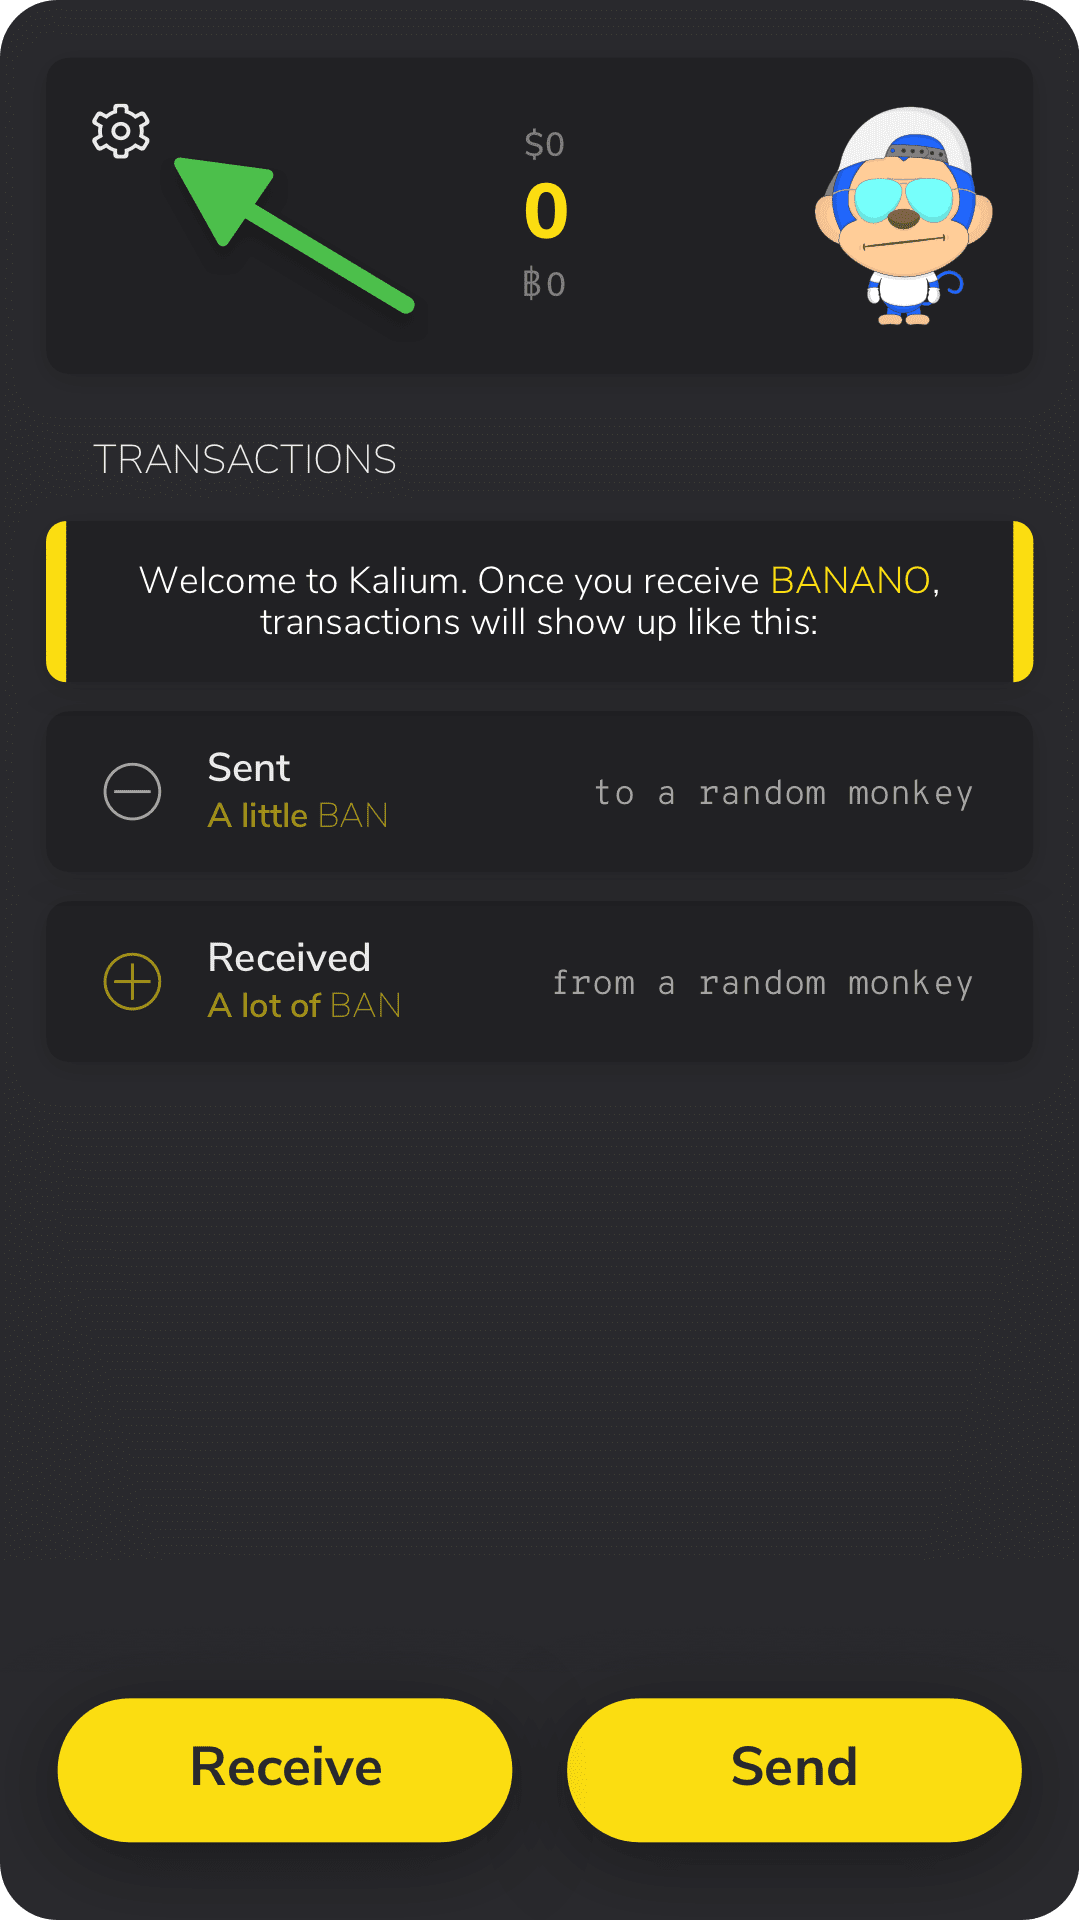 $0
0
฿0
TRANSACTIONS
Welcome to Kalium. Once you receive BANANO,
transactions will show up like this:
Sent
A little BAN
to a random monkey
Received
A lot of BAN
from a random monkey
Receive
Send